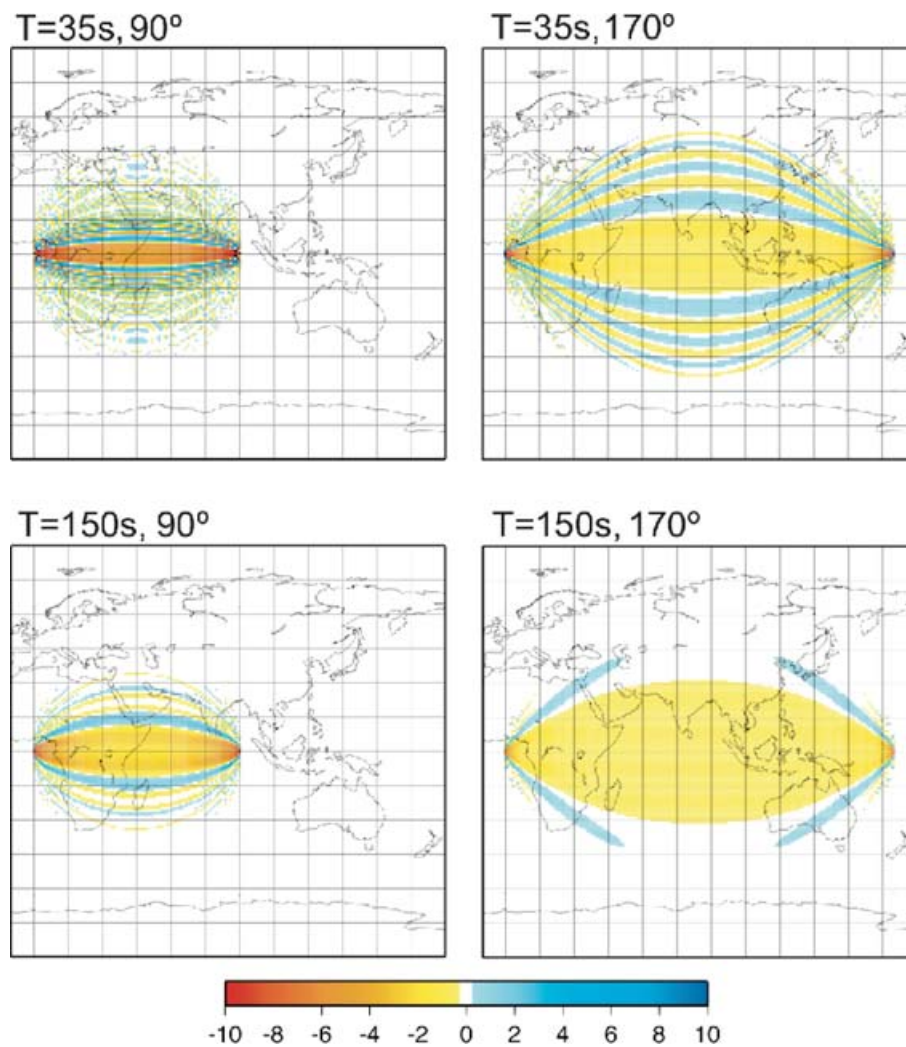 T=35s, 90º
T=35s, 170º
T=150s, 90º
T=150s, 170º
-10 -8 -6 -4 -2 0 2 4 6 8 10